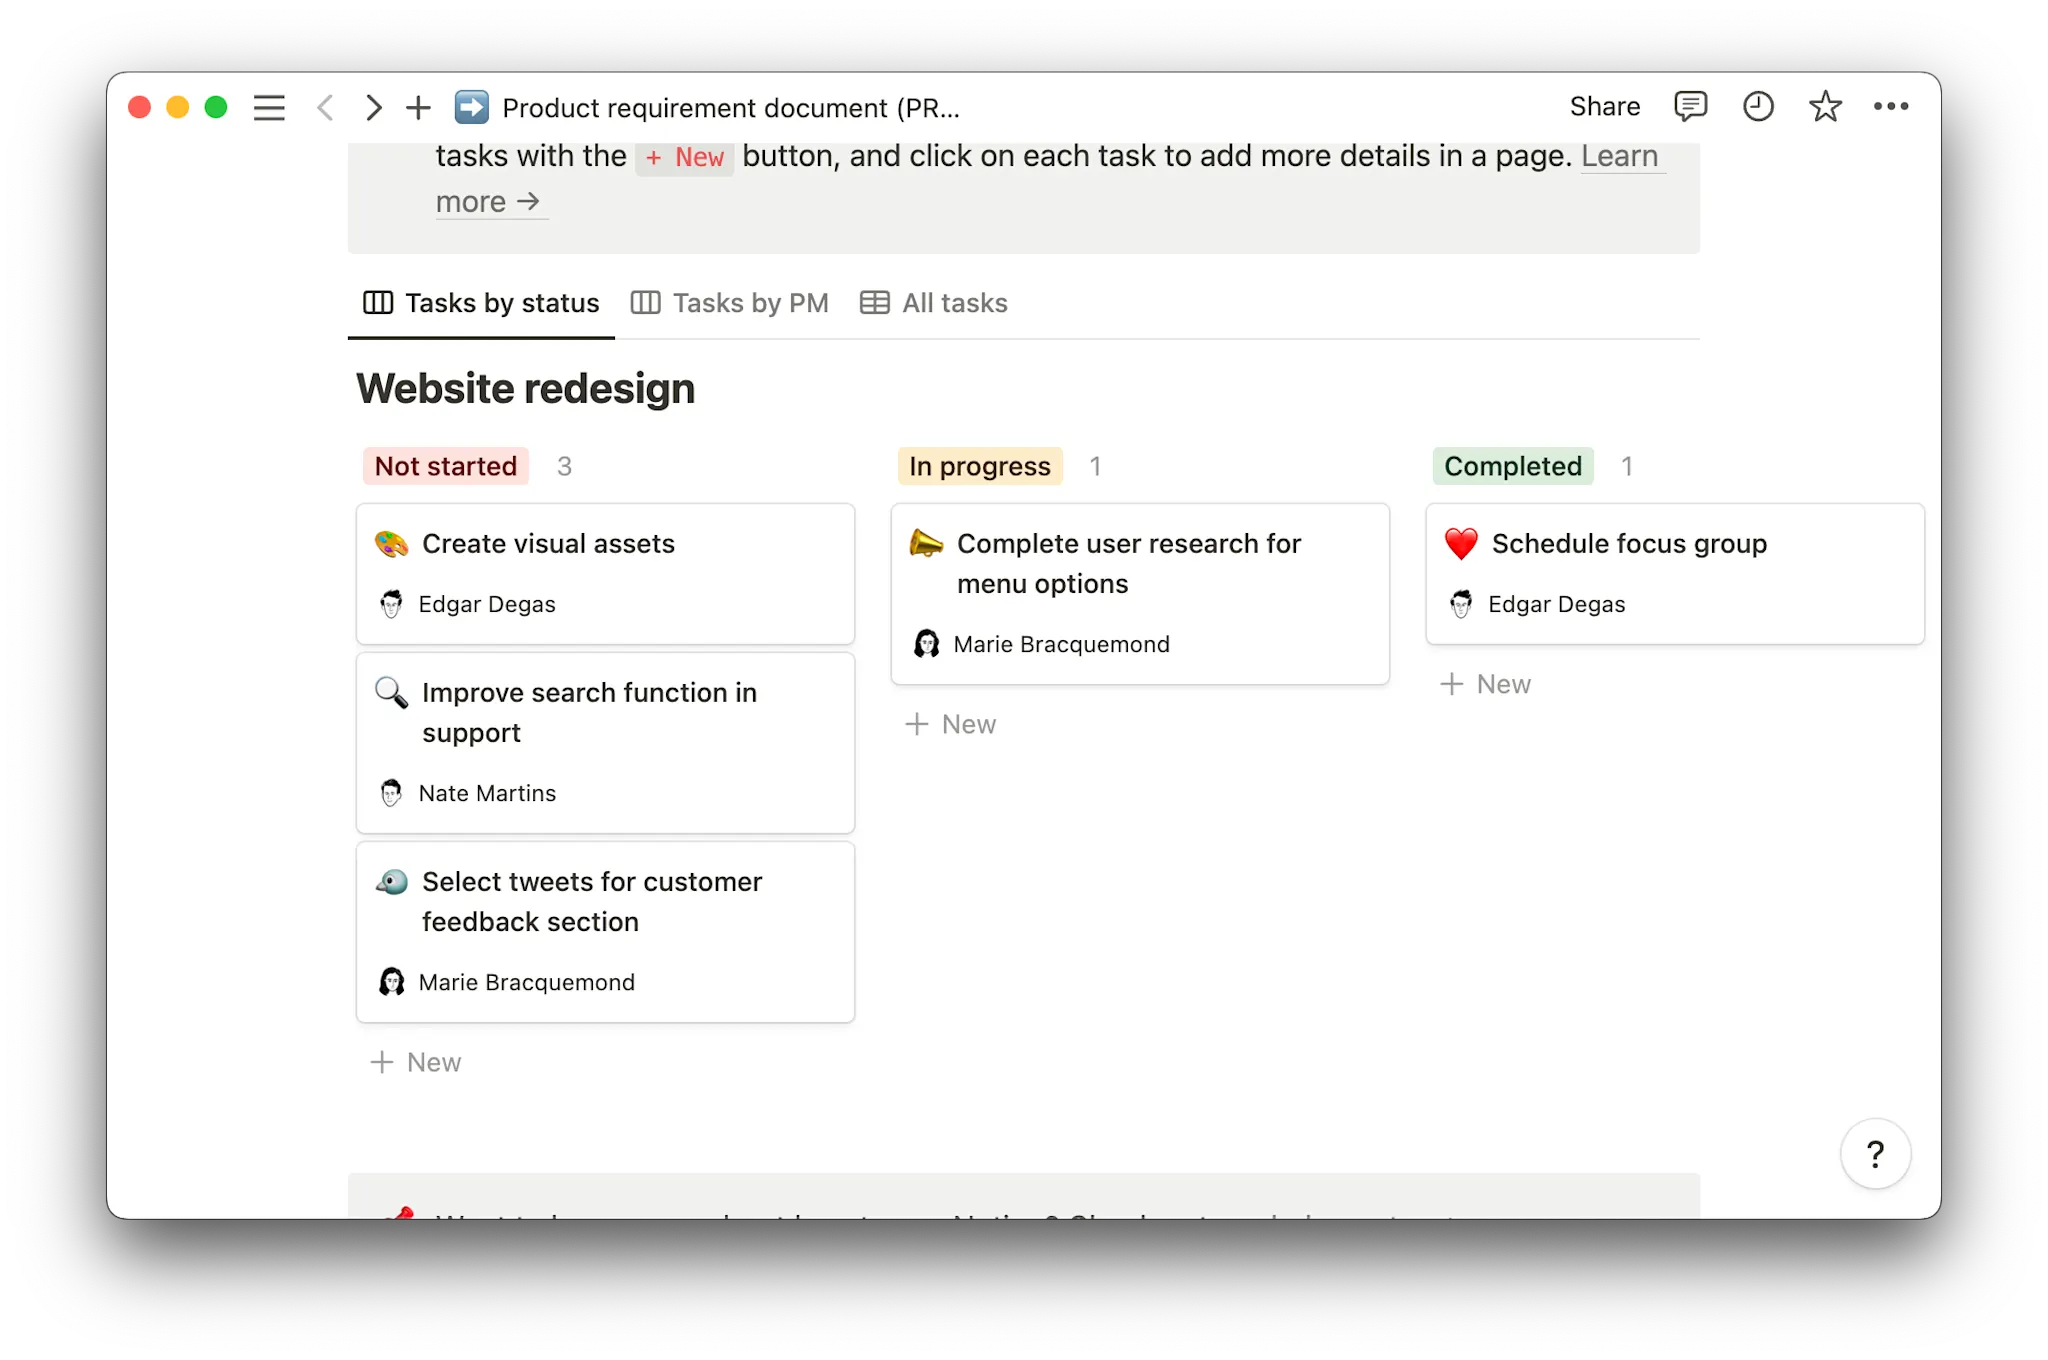 Product requirement document (PR...
Share
tasks with the + New button, and click on each task to add more details in a page. Learn
more →
Tasks by status
Tasks by PM
All tasks
Website redesign
Not started 3
Create visual assets
Edgar Degas
Improve search function in
support
Nate Martins
Select tweets for customer
feedback section
Marie Bracquemond
+ New
In progress 1
Complete user research for
menu options
Marie Bracquemond
+ New
Completed 1
Schedule focus group
Edgar Degas
+ New
?